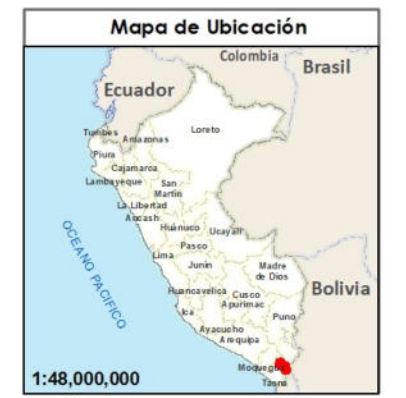 Mapa de Ubicación
Colombia
Brasil
Ecuador
Loreto
Tumbes
Amazonas
Piura
Cajamarca
Lambayeque
San
Martín
La Libertad
Ancash
Huánuco
Ucayali
Pasco
Lima
Junín
Madre
de Dios
OCEANO PACIFICO
Bolivia
Huancavelica
Cusco
Apurimac
Ica
Puno
Ayacucho
Arequipa
Moquegua
Tacna
1:48,000,000